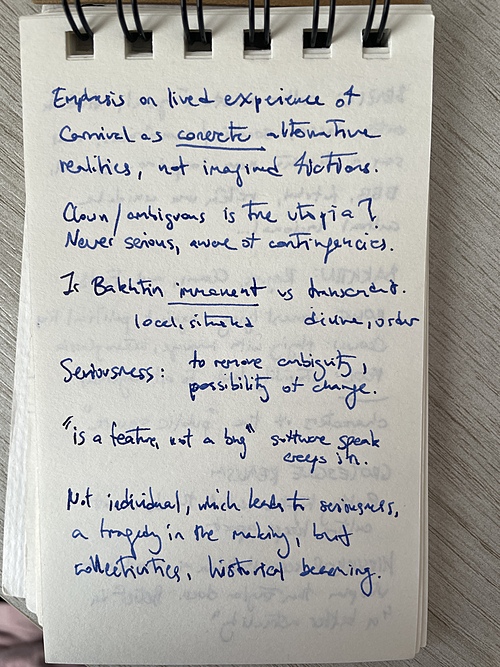 Emphasis on lived experience of
Carnival as concrete alternative
realities, not imagined fictions.
Clown/ambiguous is the utopia?
Never serious, aware of contingencies.
Is Bakhtin immanent vs transcendent.
local, situated divine, order
Seriousness: to remove ambiguity,
possibility of change.
"is a feature, not a bug" software speak
creeps in.
Not individual, which leads to seriousness,
a tragedy in the making, but
collectivities, historical becoming.